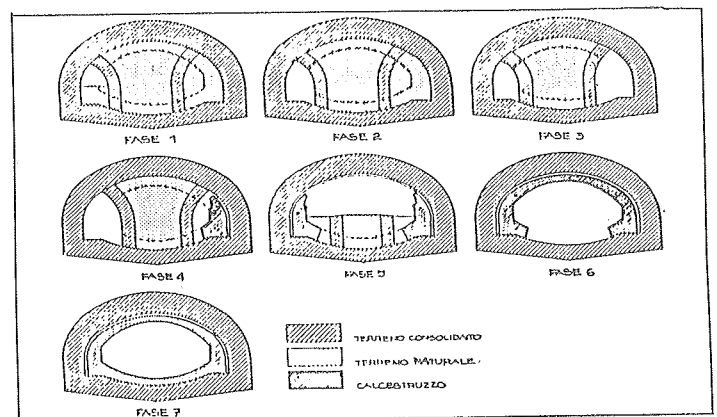 FASE 1
FASE 2
FASE 3
FASE 4
FASE 5
FASE 6
FASE 7
TERRENO CONSOLIDATO
TERRENO NATURALE
CALCESTRUZZO